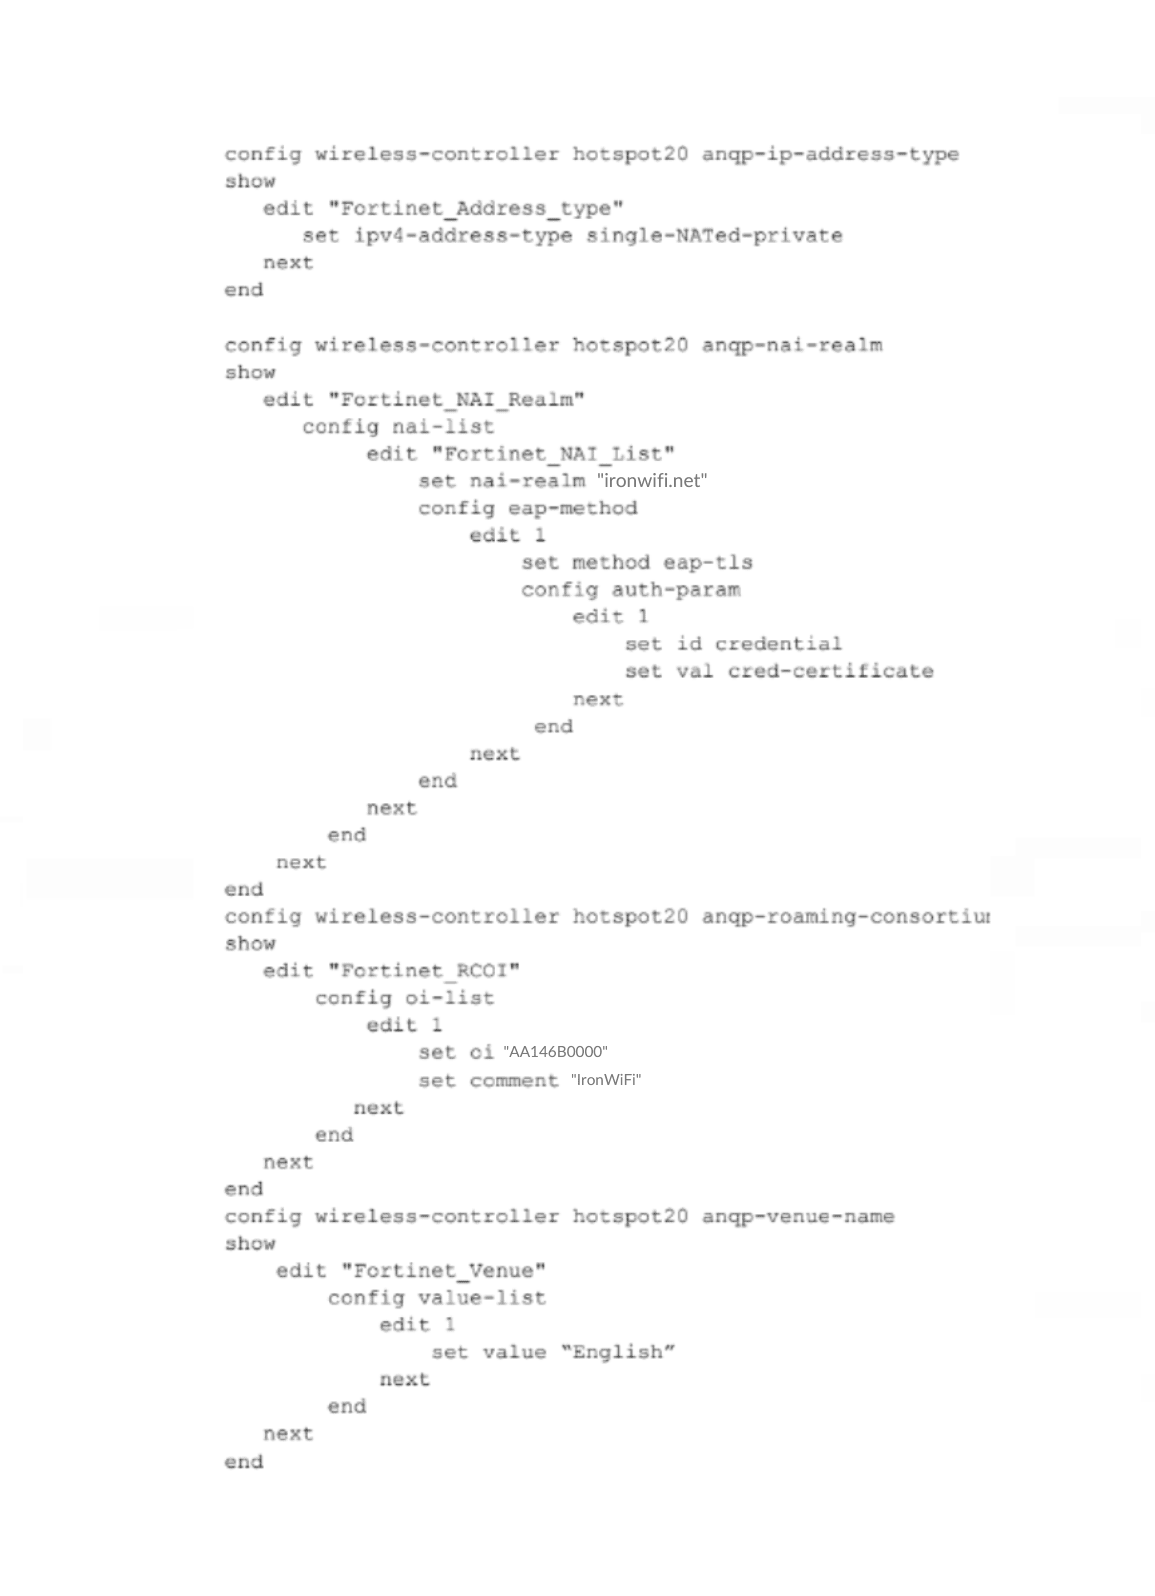 config wireless-controller hotspot20 anqp-ip-address-type
show
edit "Fortinet_Address_type"
set ipv4-address-type single-NATed-private
next
end
config wireless-controller hotspot20 anqp-nai-realm
show
edit "Fortinet_NAI_Realm"
config nai-list
edit "Fortinet_NAI_List"
set nai-realm "ironwifi.net"
config eap-method
edit 1
set method eap-tls
config auth-param
edit 1
set id credential
set val cred-certificate
next
end
next
end
next
end
next
end
config wireless-controller hotspot20
show
edit "Fortinet_RCOI"
config oi-list
edit 1
set oi "AA146B0000"
set comment "IronWiFi"
next
end
next
end
config wireless-controller hotspot20 anqp-venue-name
show
edit "Fortinet_Venue"
config value-list
edit 1
set value “English”
next
end
next
end